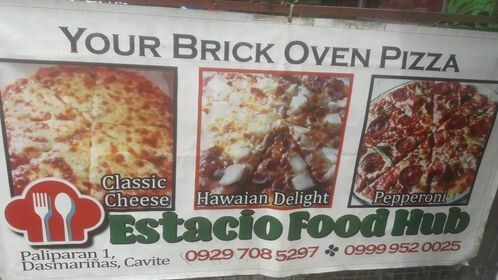 YOUR BRICK OVEN PIZZA
Classic
Cheese
Hawaian Delight
Pepperoni
Estacio Food Hub
Paliparan 1,
Dasmariñas, Cavite
0929 708 5297
0999 952 0025